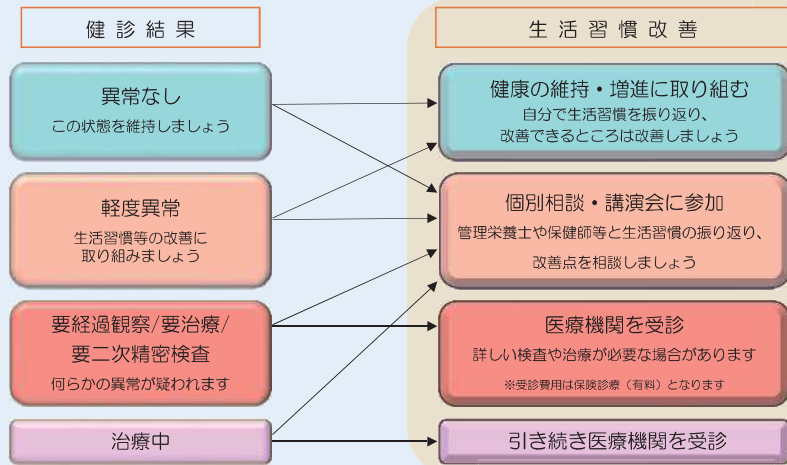 健診結果
異常なし
この状態を維持しましょう
軽度異常
生活習慣等の改善に
取り組みましょう
要経過観察/要治療/
要二次精密検査
何らかの異常が疑われます
治療中
生活習慣改善
健康の維持・増進に取り組む
自分で生活習慣を振り返り、
改善できるところは改善しましょう
個別相談・講演会に参加
管理栄養士や保健師等と生活習慣の振り返り、
改善点を相談しましょう
医療機関を受診
詳しい検査や治療が必要な場合があります
※受診費用は保険診療（有料）となります
引き続き医療機関を受診